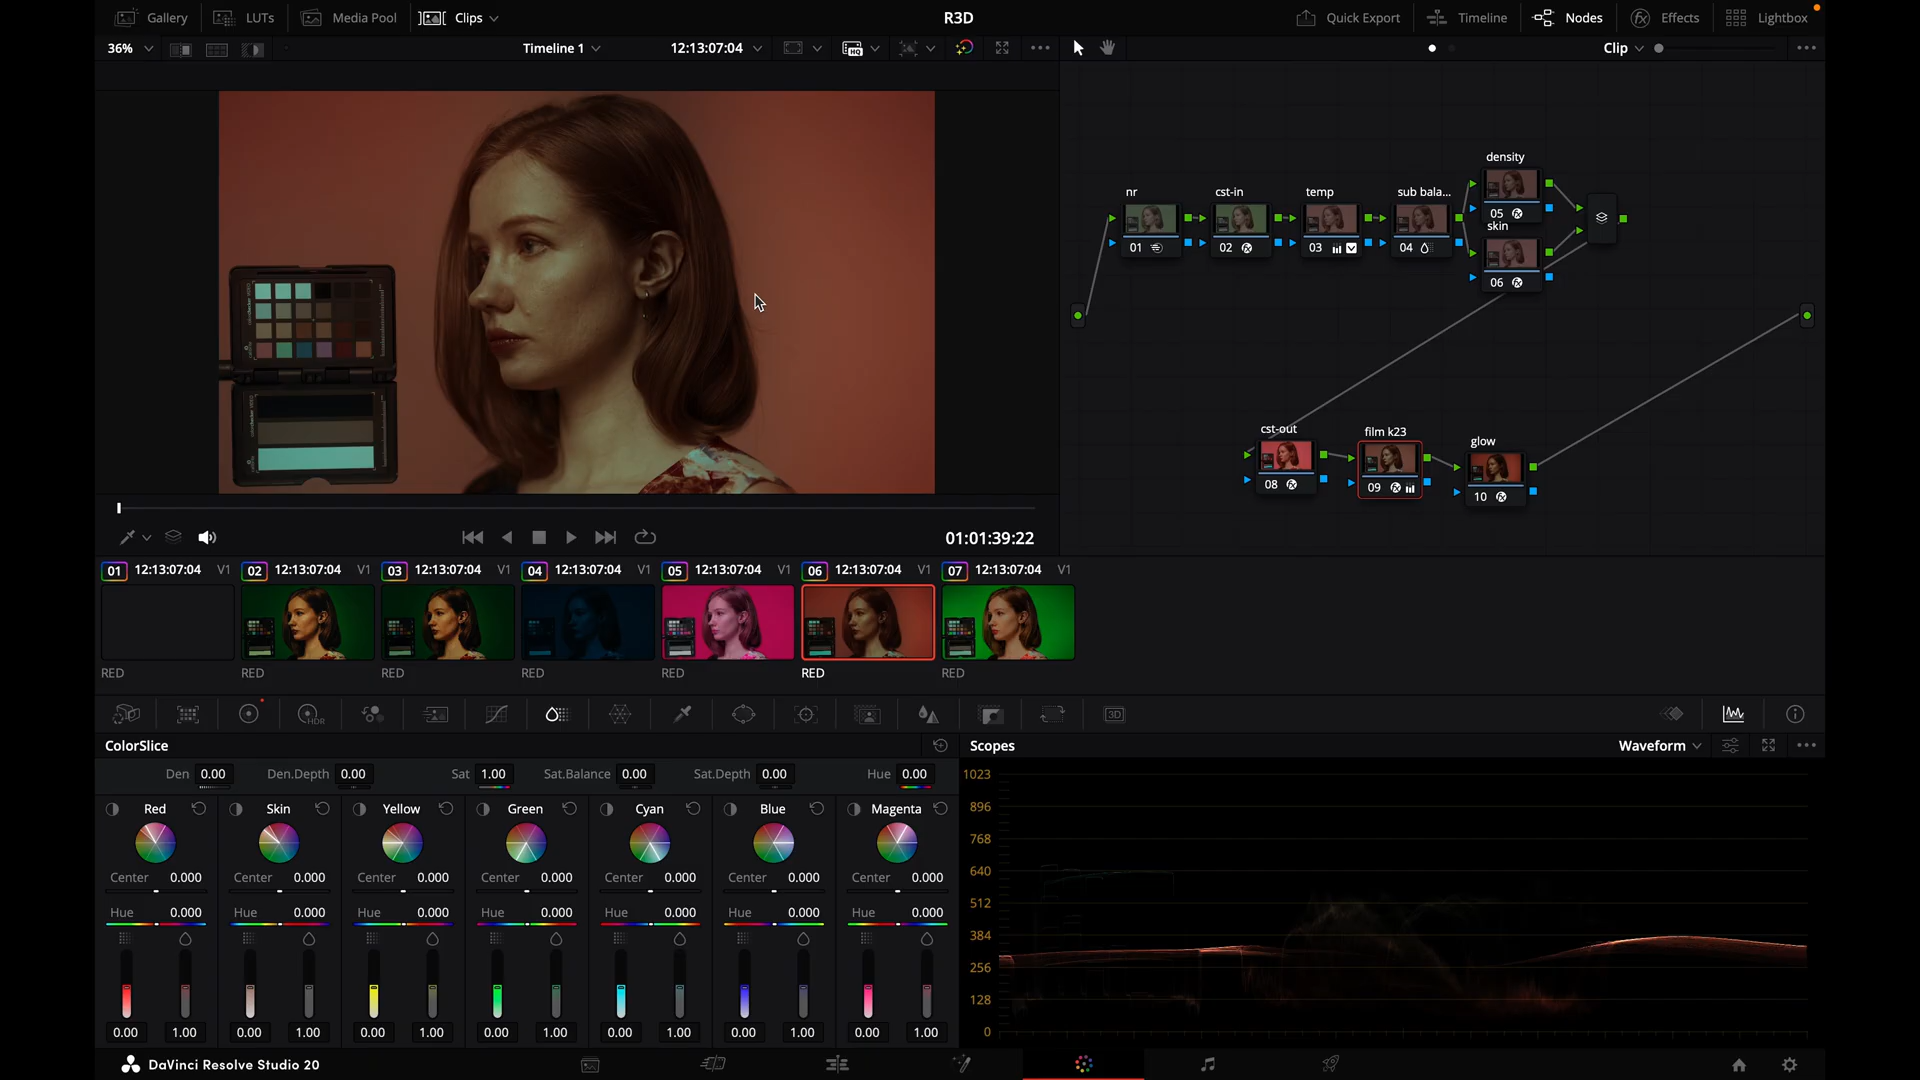 Gallery LUTs Media Pool Clips R3D Quick Export Timeline Nodes Effects Lightbox
36% Timeline 1 12:13:07:04 HQ Clip
density
nr cst-in temp sub bala...
05
skin
01 02 03 04
06
cst-out film k23 glow
08 09 10
01:01:39:22
01 12:13:07:04 V1 02 12:13:07:04 V1 03 12:13:07:04 V1 04 12:13:07:04 V1 05 12:13:07:04 V1 06 12:13:07:04 V1 07 12:13:07:04 V1
RED RED RED RED RED RED RED
HDR 3D
ColorSlice Scopes Waveform
Den 0.00 Den.Depth 0.00 Sat 1.00 Sat.Balance 0.00 Sat.Depth 0.00 Hue 0.00
Red Skin Yellow Green Cyan Blue Magenta
Center 0.000 Center 0.000 Center 0.000 Center 0.000 Center 0.000 Center 0.000 Center 0.000
Hue 0.000 Hue 0.000 Hue 0.000 Hue 0.000 Hue 0.000 Hue 0.000 Hue 0.000
0.00 1.00 0.00 1.00 0.00 1.00 0.00 1.00 0.00 1.00 0.00 1.00 0.00 1.00
1023
896
768
640
512
384
256
128
0
DaVinci Resolve Studio 20